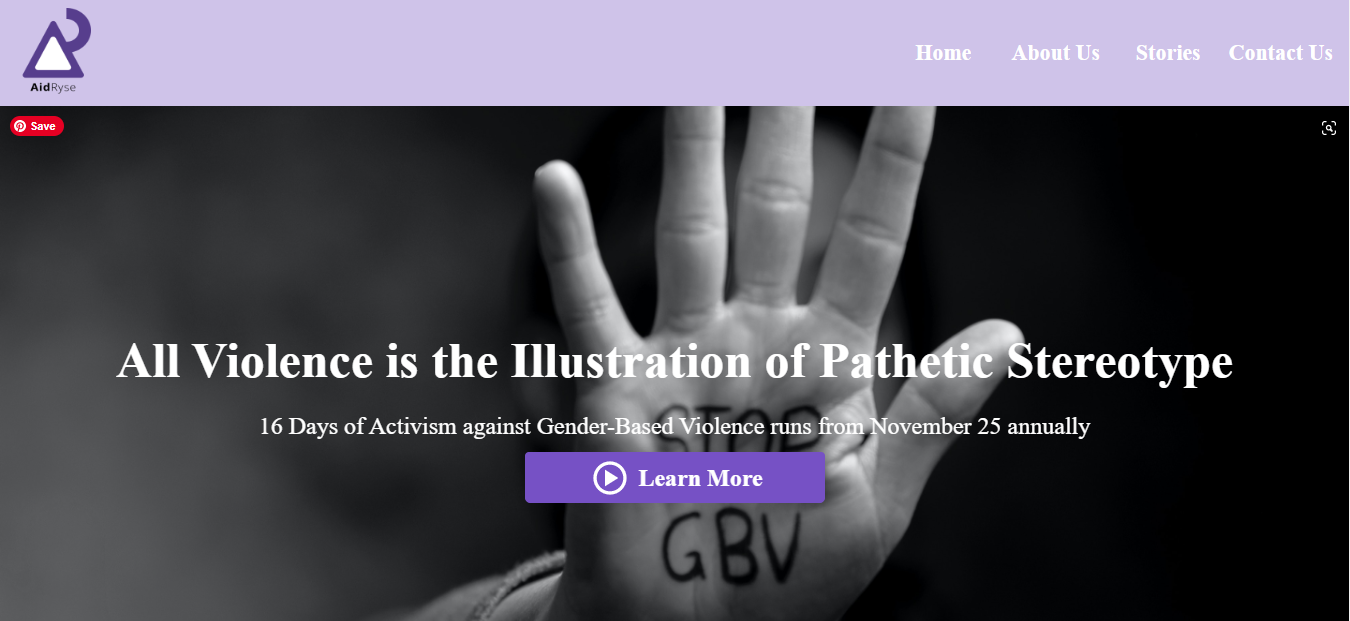 AidRyse
Home About Us Stories Contact Us
Save
All Violence is the Illustration of Pathetic Stereotype
16 Days of Activism against Gender-Based Violence runs from November 25 annually
STOP
Learn More
GBV